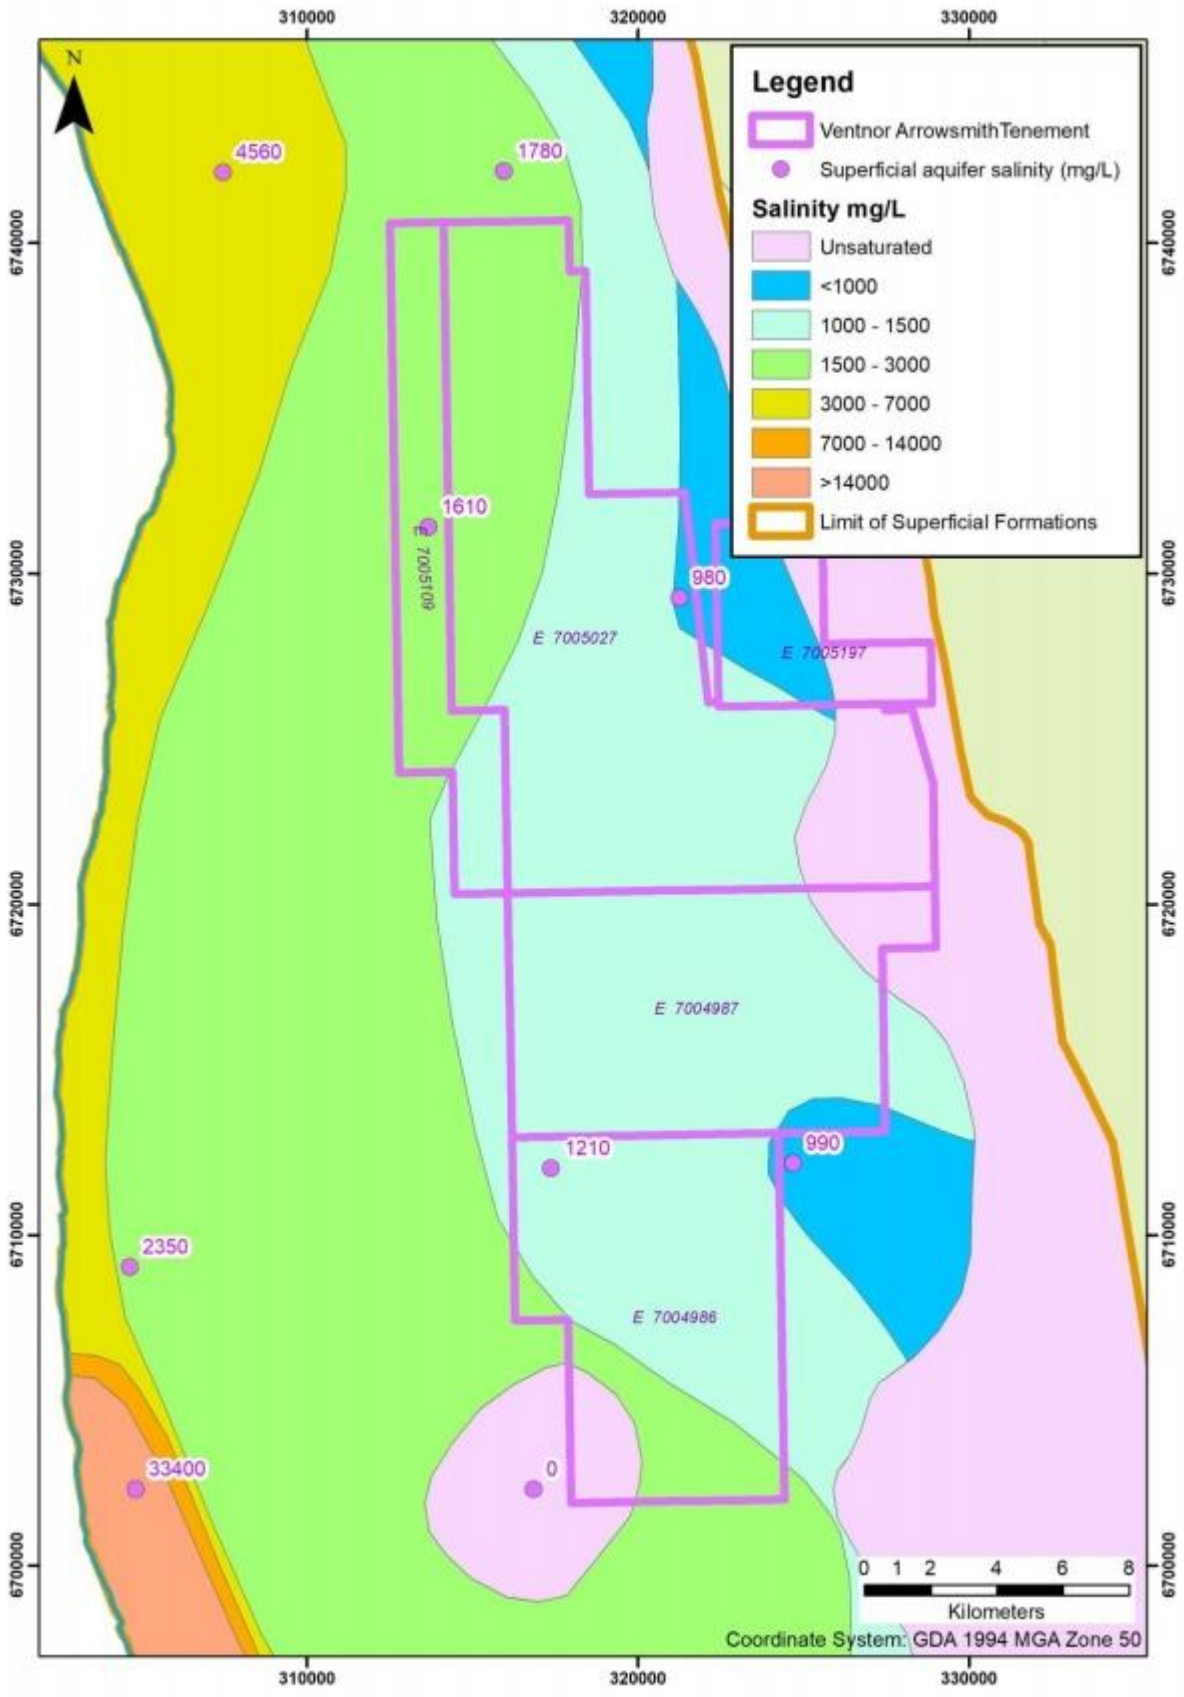 310000 320000 330000
N
Legend
Ventnor ArrowsmithTenement
Superficial aquifer salinity (mg/L)
Salinity mg/L
Unsaturated
<1000
1000 - 1500
1500 - 3000
3000 - 7000
7000 - 14000
>14000
Limit of Superficial Formations
4560
1780
6740000
6740000
1610
E 7005109
6730000
6730000
980
E 7005027
E 7005197
6720000
6720000
E 7004987
1210
990
6710000
6710000
2350
E 7004986
33400
0
6700000
6700000
0 1 2 4 6 8
Kilometers
Coordinate System: GDA 1994 MGA Zone 50
310000 320000 330000